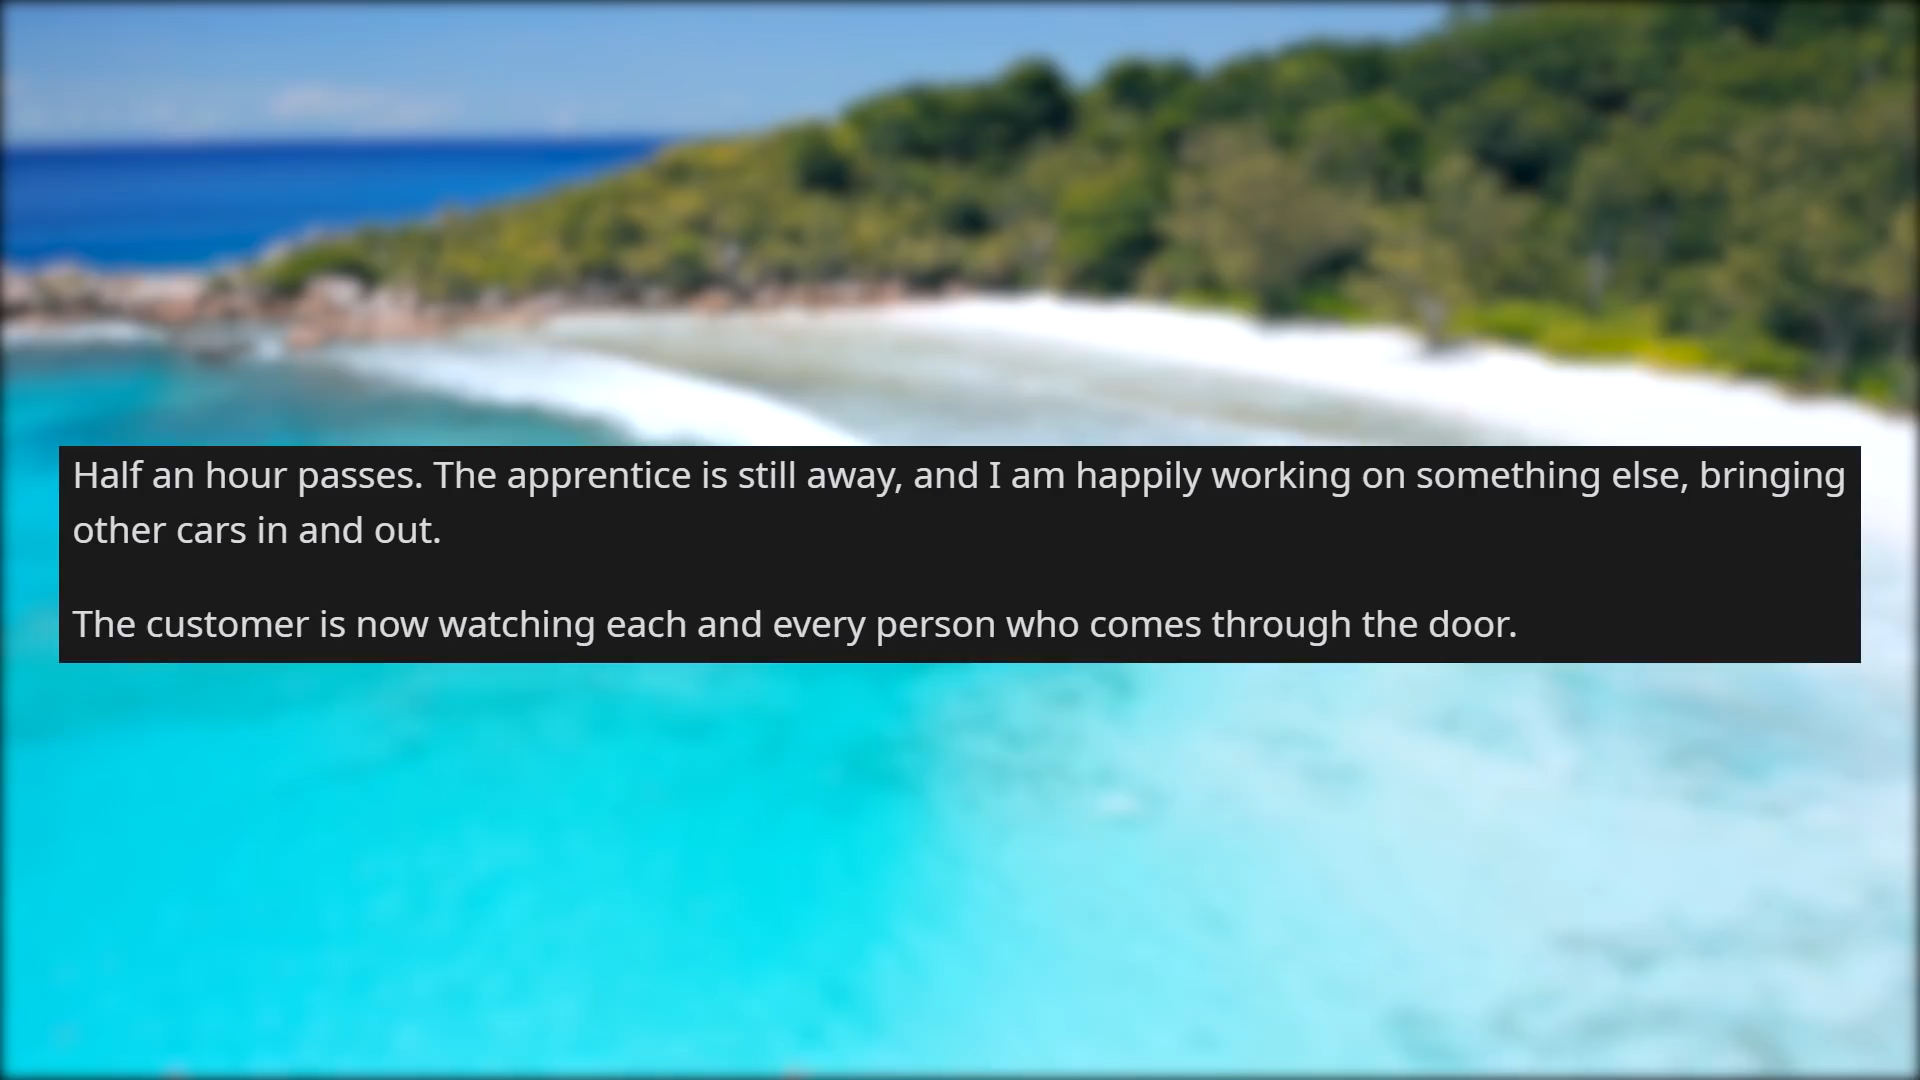 Half an hour passes. The apprentice is still away, and I am happily working on something else, bringing
other cars in and out.
The customer is now watching each and every person who comes through the door.